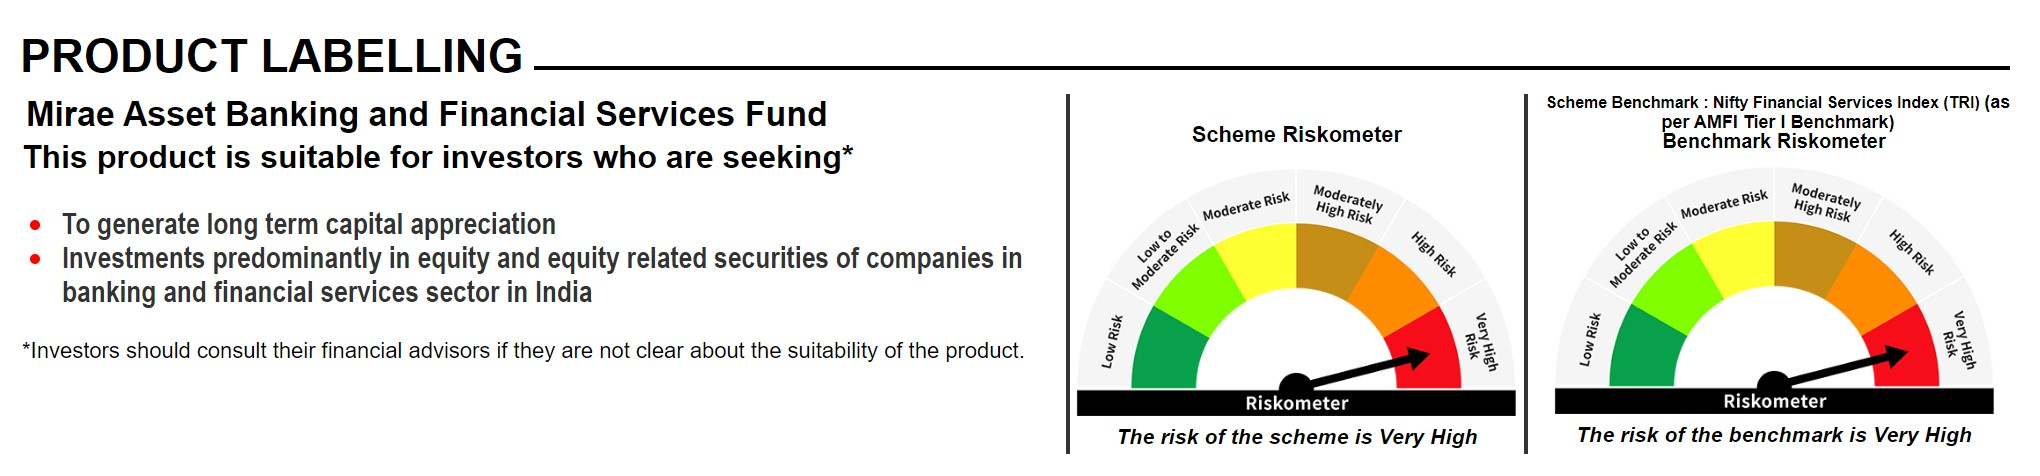 PRODUCT LABELLING
Mirae Asset Banking and Financial Services Fund
This product is suitable for investors who are seeking*
To generate long term capital appreciation
Investments predominantly in equity and equity related securities of companies in
banking and financial services sector in India
*Investors should consult their financial advisors if they are not clear about the suitability of the product.
Scheme Riskometer
Low Risk
Low to
Moderate Risk
Moderate Risk
Moderately
High Risk
High Risk
Very High
Risk
Riskometer
The risk of the scheme is Very High
Scheme Benchmark : Nifty Financial Services Index (TRI) (as
per AMFI Tier I Benchmark)
Benchmark Riskometer
Low Risk
Low to
Moderate Risk
Moderate Risk
Moderately
High Risk
High Risk
Very High
Risk
Riskometer
The risk of the benchmark is Very High